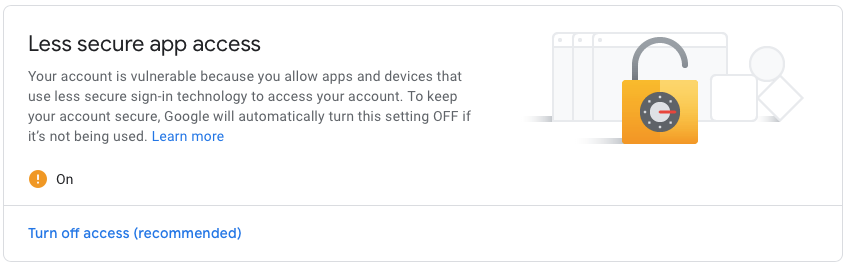 Less secure app access
Your account is vulnerable because you allow apps and devices that
use less secure sign-in technology to access your account. To keep
your account secure, Google will automatically turn this setting OFF if
it’s not being used. Learn more
On
Turn off access (recommended)